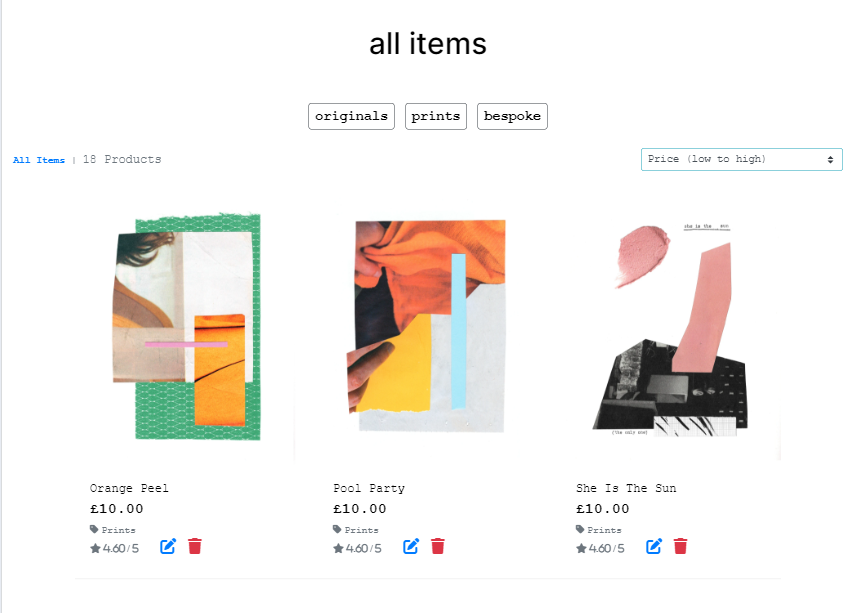 all items
originals prints bespoke
All Items | 18 Products
Price (low to high)
she is the sun
(the only one)
Orange Peel
£10.00
Prints
4.60/5
Pool Party
£10.00
Prints
4.60/5
She Is The Sun
£10.00
Prints
4.60/5